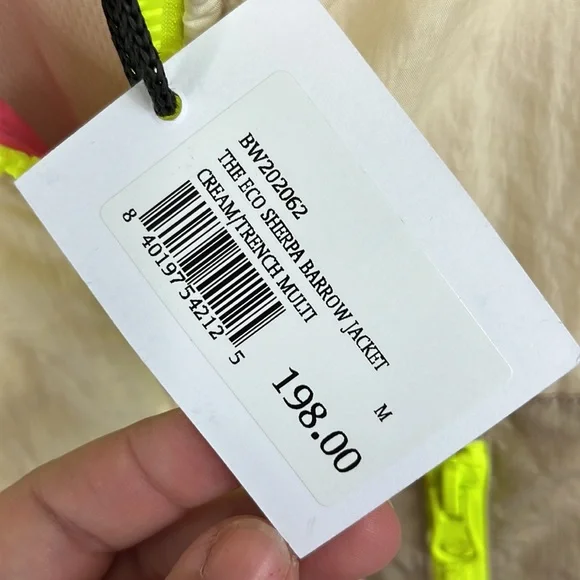 BW202062
THE ECO SHERPA BARROW JACKET
CREAM/TRENCH MULTI
8 40197 54212 5
M
198.00